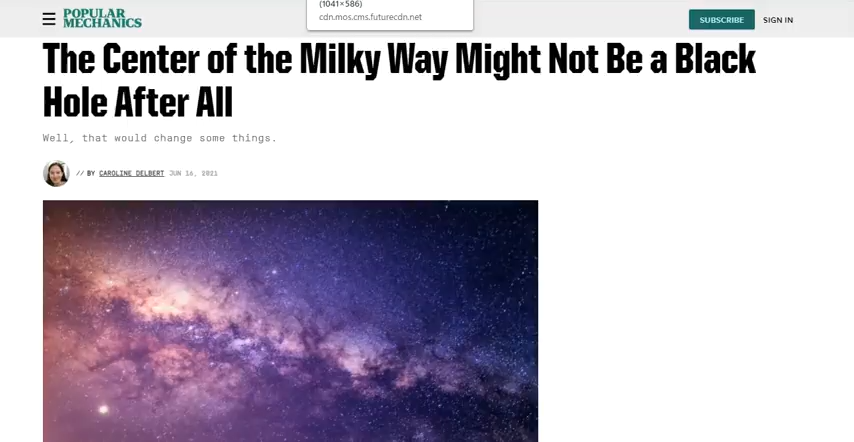 (1041×586)
cdn.mos.cms.futurecdn.net
POPULAR
MECHANICS
SUBSCRIBE
SIGN IN
The Center of the Milky Way Might Not Be a Black
Hole After All
Well, that would change some things.
// BY CAROLINE DELBERT JUN 16, 2021